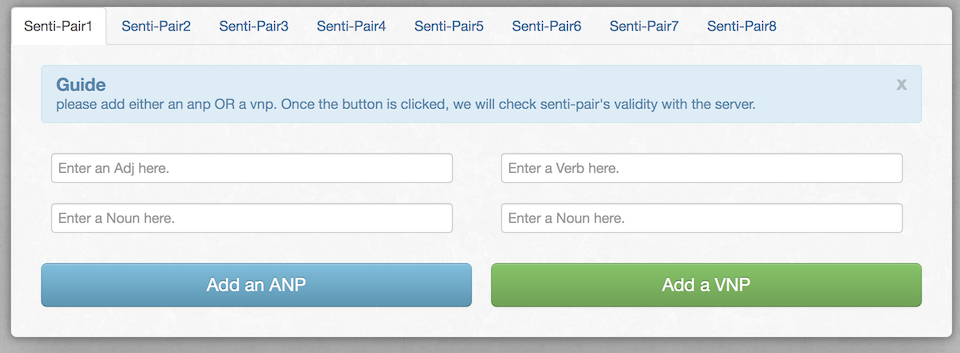 Senti-Pair1 Senti-Pair2 Senti-Pair3 Senti-Pair4 Senti-Pair5 Senti-Pair6 Senti-Pair7 Senti-Pair8
Guide x
please add either an anp OR a vnp. Once the button is clicked, we will check senti-pair's validity with the server.
Enter an Adj here. Enter a Verb here.
Enter a Noun here. Enter a Noun here.
Add an ANP Add a VNP